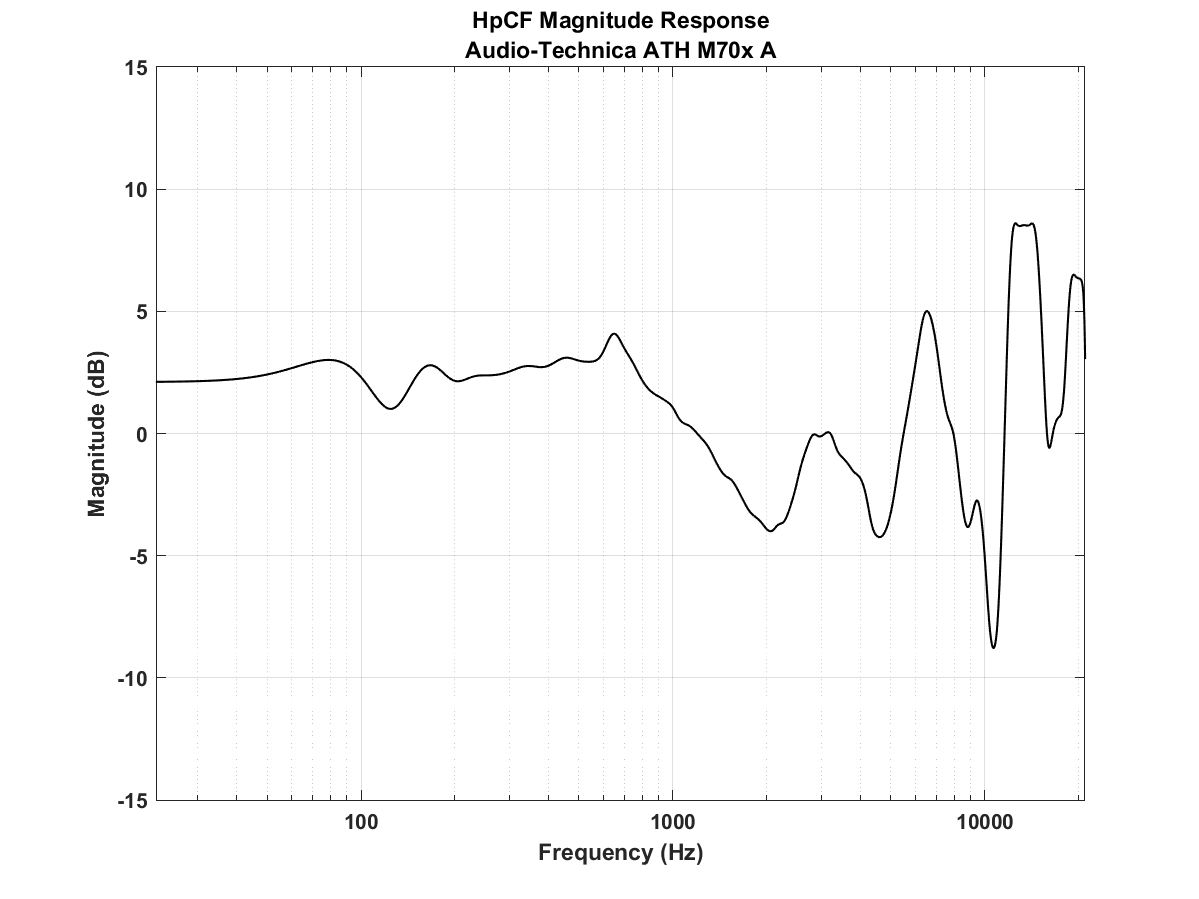 HpCF Magnitude Response
Audio-Technica ATH M70x A
15
10
5
0
-5
-10
-15
Magnitude (dB)
100
1000
10000
Frequency (Hz)